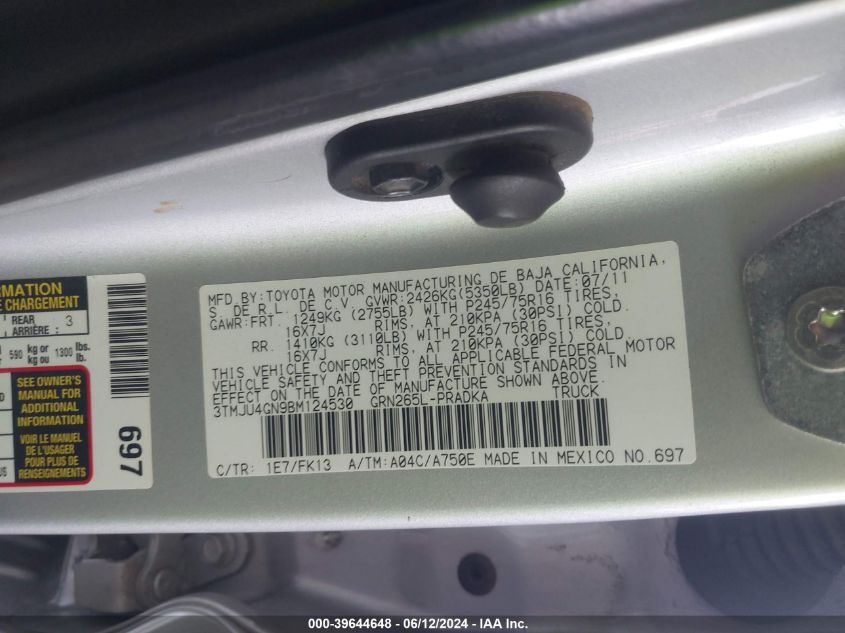 MFD.BY:TOYOTA MOTOR MANUFACTURING DE BAJA CALIFORNIA,
S. DE R.L. DE C.V. GVWR:2426KG(5350LB) DATE:07/11
GAWR:FRT. 1249KG (2755LB) WITH P245/75R16 TIRES,
16X7J RIMS, AT 210KPA (30PSI) COLD.
RR. 1410KG (3110LB) WITH P245/75R16 TIRES,
16X7J RIMS, AT 210KPA (30PSI) COLD.
THIS VEHICLE CONFORMS TO ALL APPLICABLE FEDERAL MOTOR
VEHICLE SAFETY AND THEFT PREVENTION STANDARDS IN
EFFECT ON THE DATE OF MANUFACTURE SHOWN ABOVE.
3TMJU4GN9BM124530 GRN265L-PRADKA TRUCK
C/TR: 1E7/FK13 A/TM:A04C/A750E MADE IN MEXICO NO.697
CHARGEMENT
REAR
ARRIÈRE: 3
590 kg or 1300 lbs.
kg ou lb.
SEE OWNER'S
MANUAL FOR
ADDITIONAL
INFORMATION
VOIR LE MANUEL
DE L'USAGER
POUR PLUS DE
RENSEIGNEMENTS
697
000-39644648 - 06/12/2024 - IAA Inc.